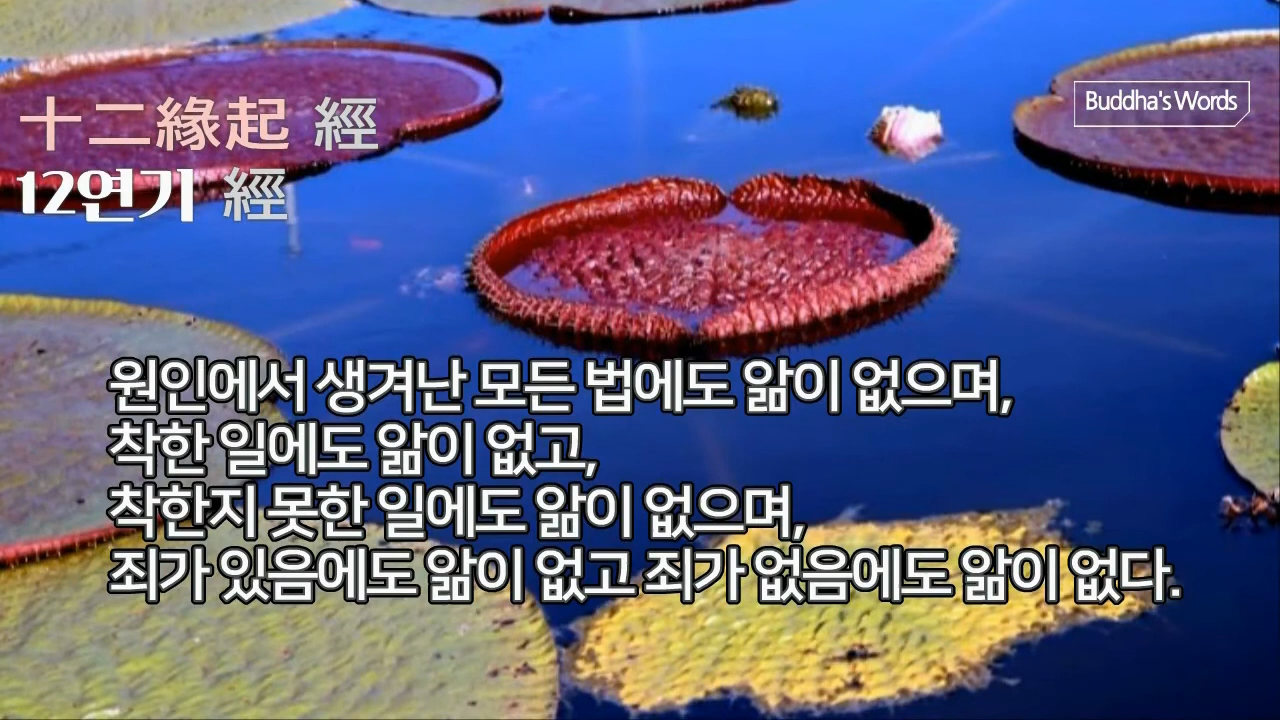 十二緣起 經
12연기 經
Buddha's Words
원인에서 생겨난 모든 법에도 앎이 없으며,
착한 일에도 앎이 없고,
착한지 못한 일에도 앎이 없으며,
죄가 있음에도 앎이 없고 죄가 없음에도 앎이 없다.